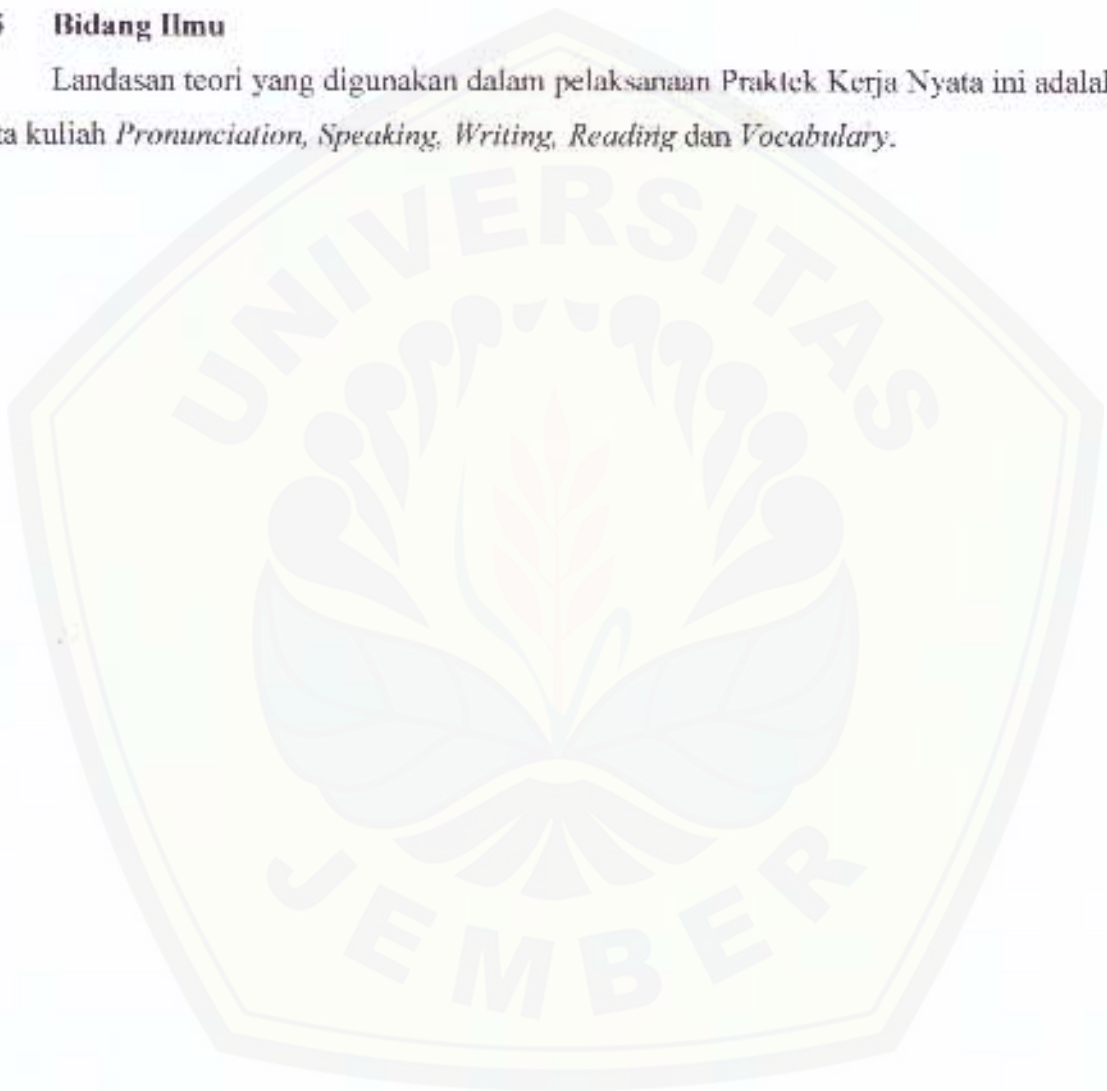 Bidang Ilmu
Landasan teori yang digunakan dalam pelaksanaan Praktek Kerja Nyata ini adalah
kuliah Pronunciation, Speaking, Writing, Reading dan Vocabulary.
UNIVERSITAS
JEMBER